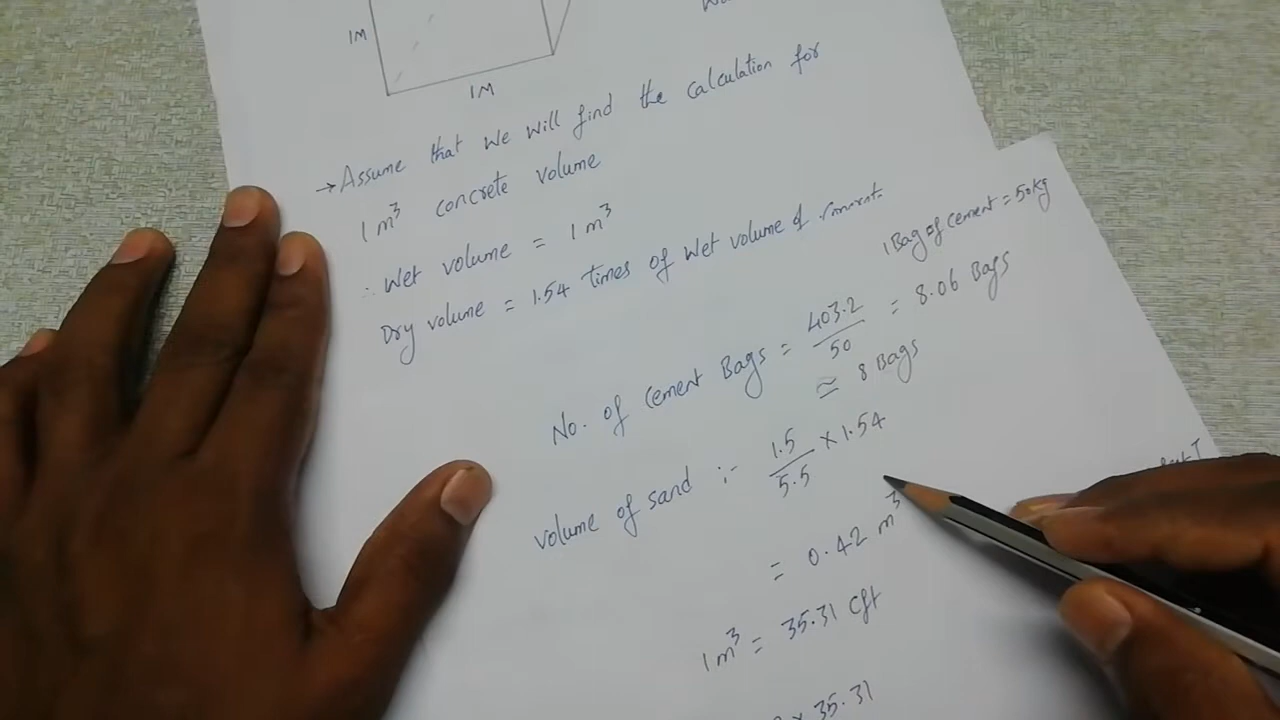 1M
1M
→ Assume that we will find the calculation for
1m³ concrete volume
∴ Wet volume = 1m³
Dry volume = 1.54 times of Wet volume of
1 Bag of cement = 50kg
No. of Cement Bags = 403.2/50 = 8.06 Bags
≃ 8 Bags
volume of sand :- 1.5/5.5 × 1.54
= 0.42 m³
1m³ = 35.31 Cft
× 35.31